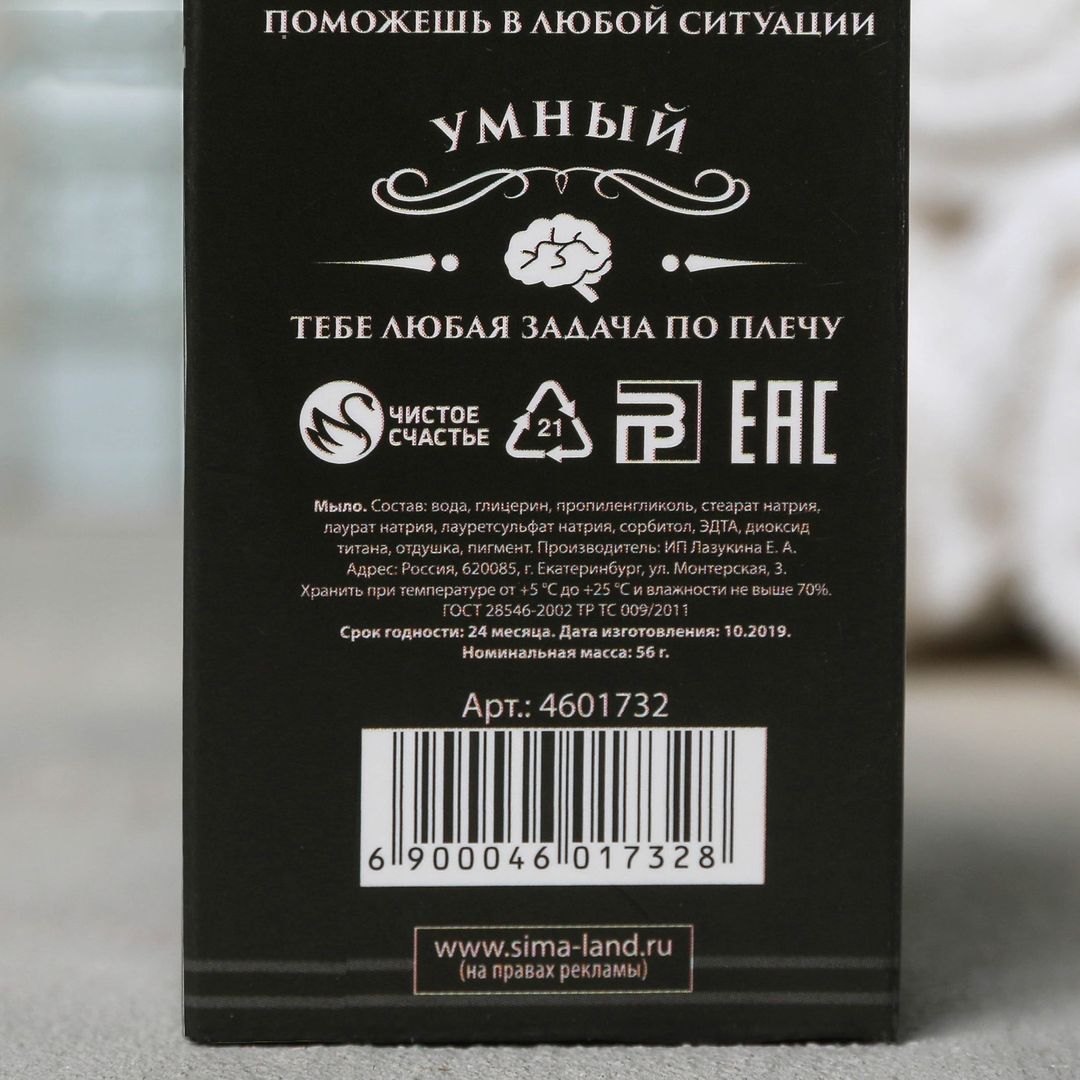 ПОМОЖЕШЬ В ЛЮБОЙ СИТУАЦИИ
УМНЫЙ
ТЕБЕ ЛЮБАЯ ЗАДАЧА ПО ПЛЕЧУ
ЧИСТОЕ
СЧАСТЬЕ
21
EAC
Мыло. Состав: вода, глицерин, пропиленгликоль, стеарат натрия,
лаурат натрия, лауретсульфат натрия, сорбитол, ЭДТА, диоксид
титана, отдушка, пигмент. Производитель: ИП Лазукина Е. А.
Адрес: Россия, 620085, г. Екатеринбург, ул. Монтерская, 3.
Хранить при температуре от +5 °С до +25 °С и влажности не выше 70%.
ГОСТ 28546-2002 ТР ТС 009/2011
Срок годности: 24 месяца. Дата изготовления: 10.2019.
Номинальная масса: 56 г.
Арт.: 4601732
6 900046 017328
www.sima-land.ru
(на правах рекламы)